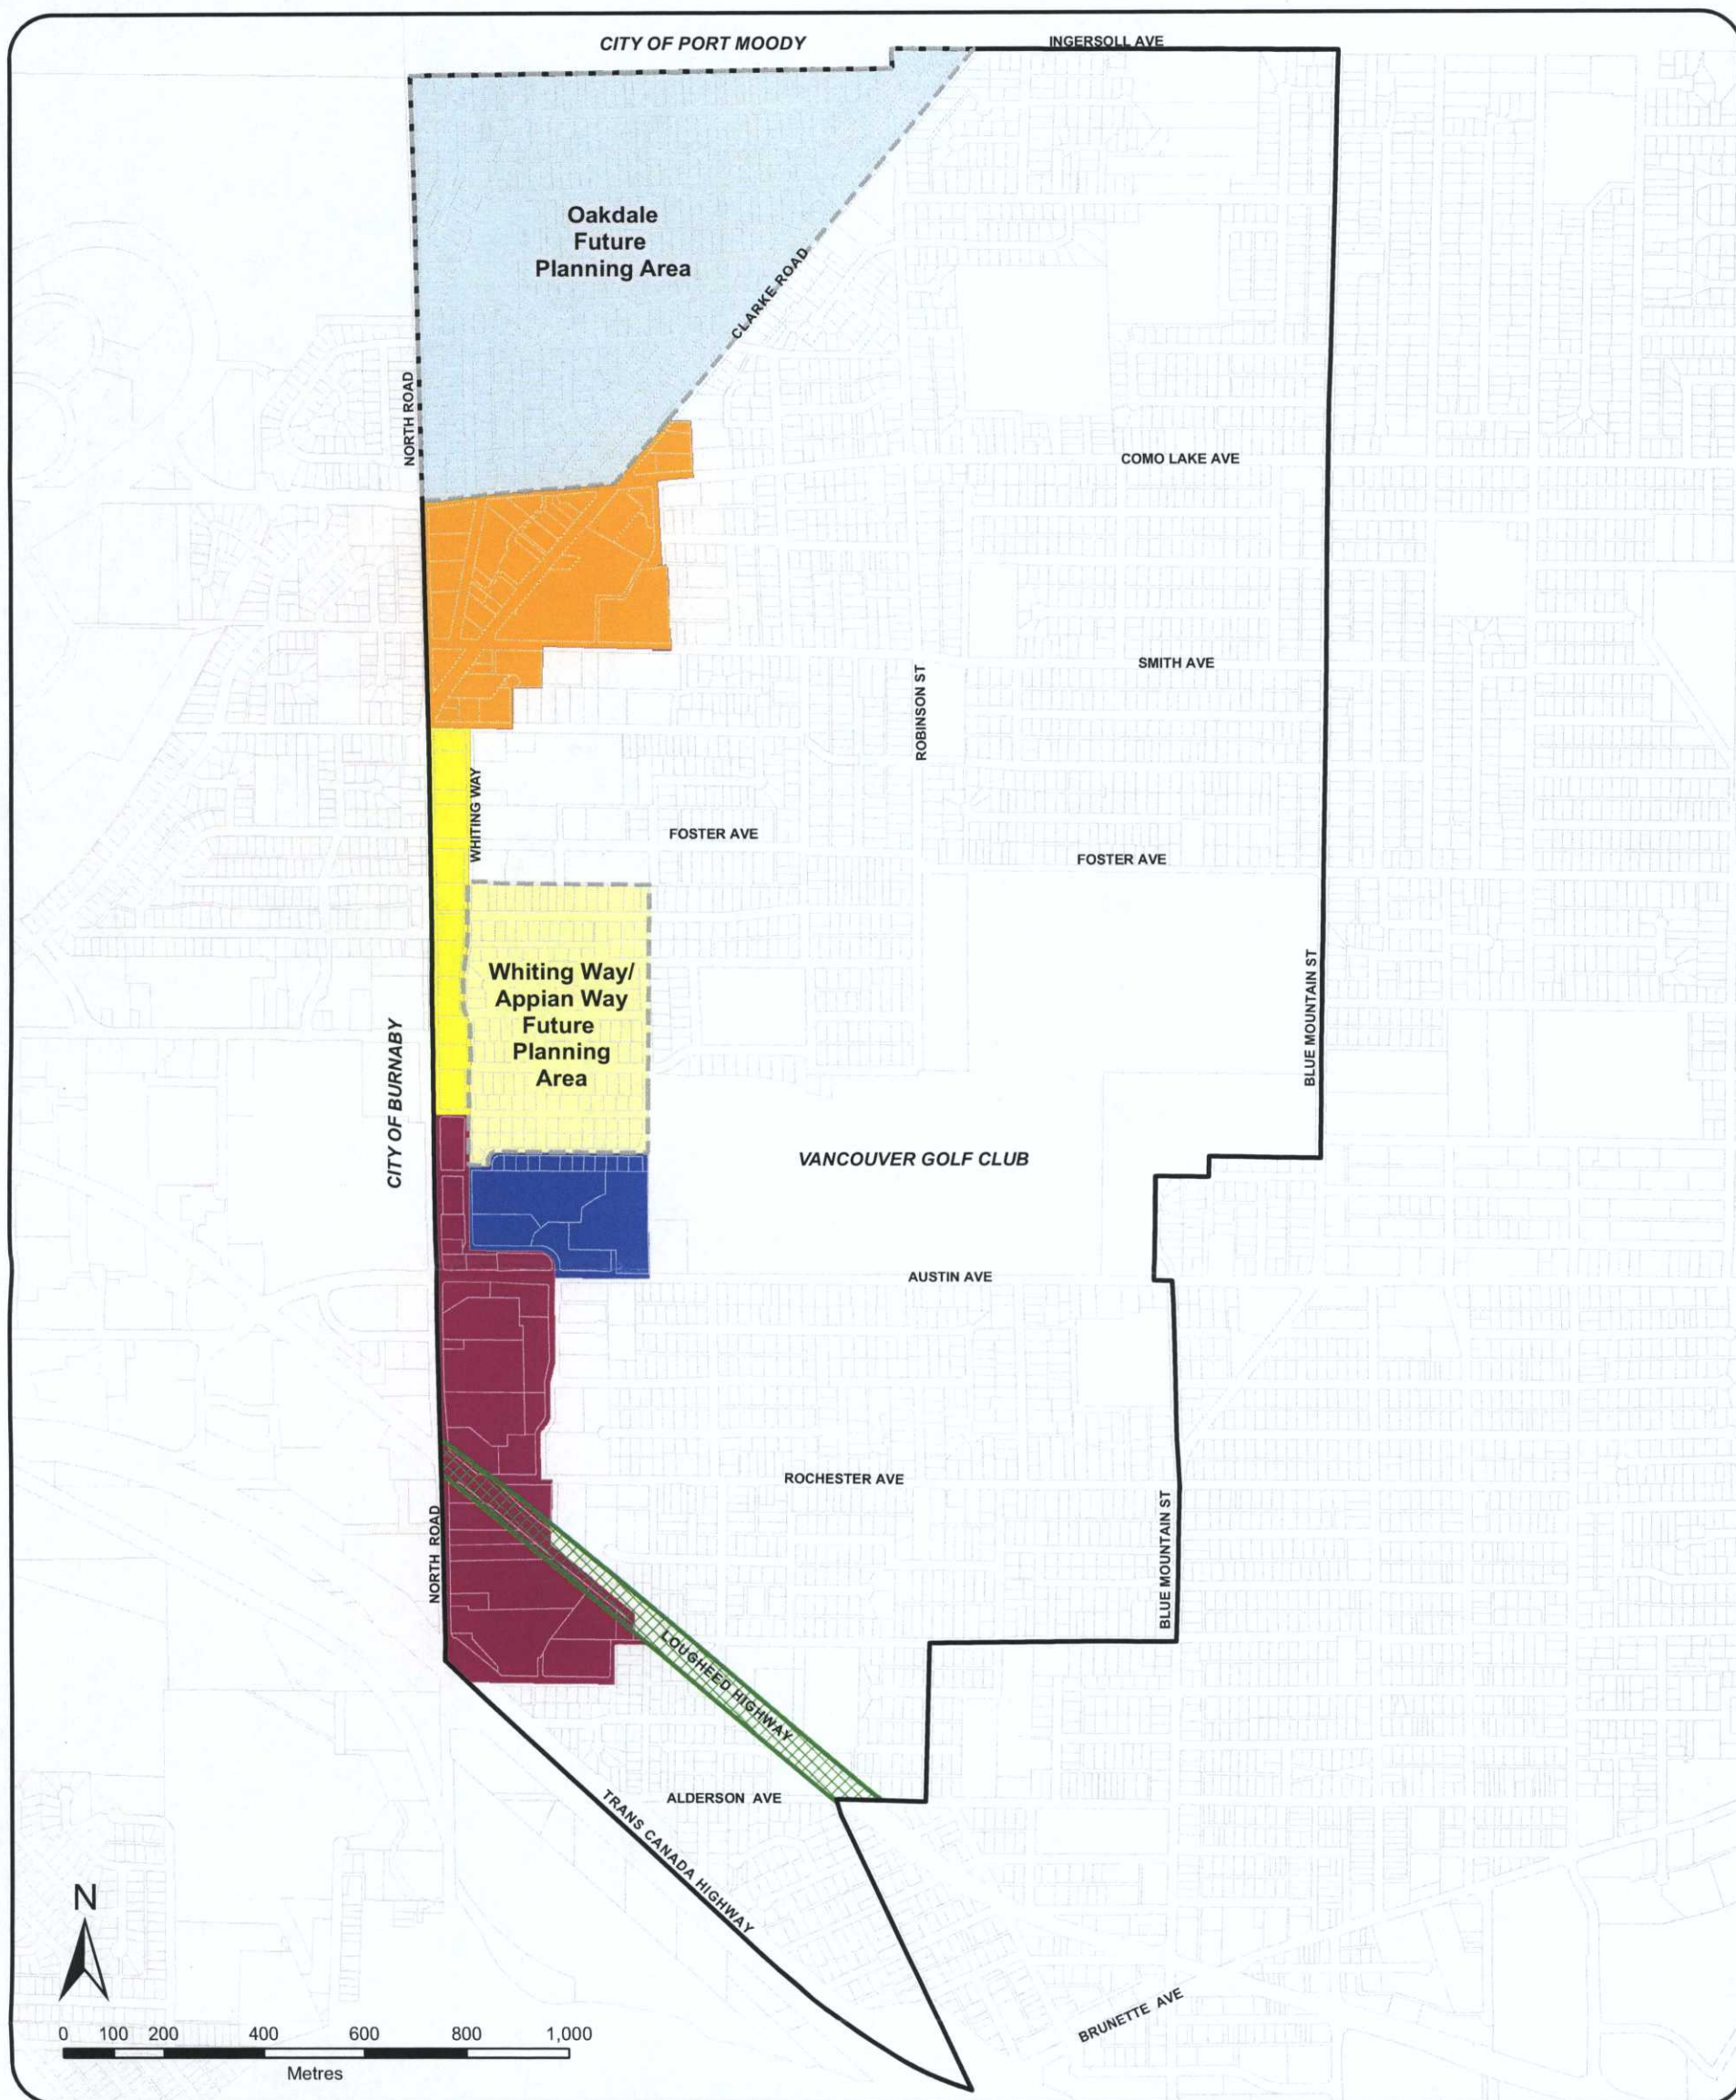 CITY OF PORT MOODY
INGERSOLL AVE
Oakdale
Future
Planning Area
CLARKE ROAD
NORTH ROAD
COMO LAKE AVE
SMITH AVE
ROBINSON ST
WHITING WAY
FOSTER AVE
FOSTER AVE
Whiting Way/
Appian Way
Future
Planning
Area
BLUE MOUNTAIN ST
CITY OF BURNABY
VANCOUVER GOLF CLUB
AUSTIN AVE
ROCHESTER AVE
NORTH ROAD
BLUE MOUNTAIN ST
LOUGHEED HIGHWAY
ALDERSON AVE
TRANS CANADA HIGHWAY
BRUNETTE AVE
N
0 100 200 400 600 800 1,000
Metres